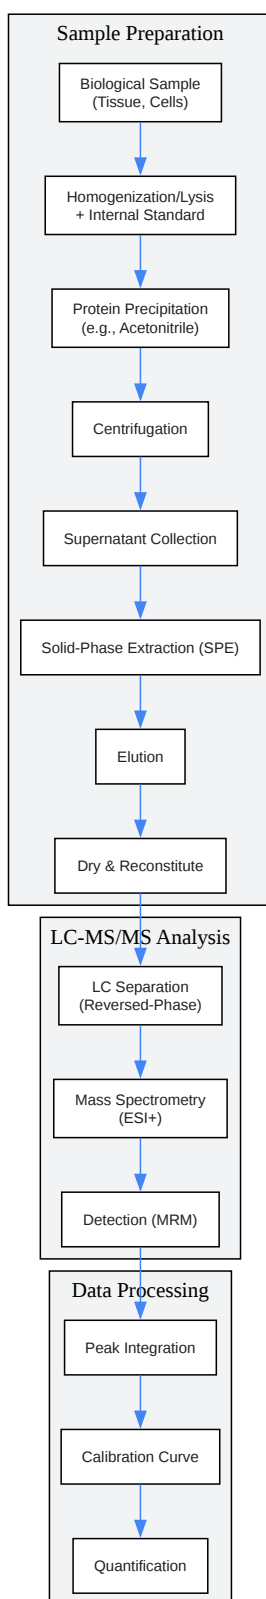 Sample Preparation
Biological Sample
(Tissue, Cells)
Homogenization/Lysis
+ Internal Standard
Protein Precipitation
(e.g., Acetonitrile)
Centrifugation
Supernatant Collection
Solid-Phase Extraction (SPE)
Elution
Dry & Reconstitute
LC-MS/MS Analysis
LC Separation
(Reversed-Phase)
Mass Spectrometry
(ESI+)
Detection (MRM)
Data Processing
Peak Integration
Calibration Curve
Quantification